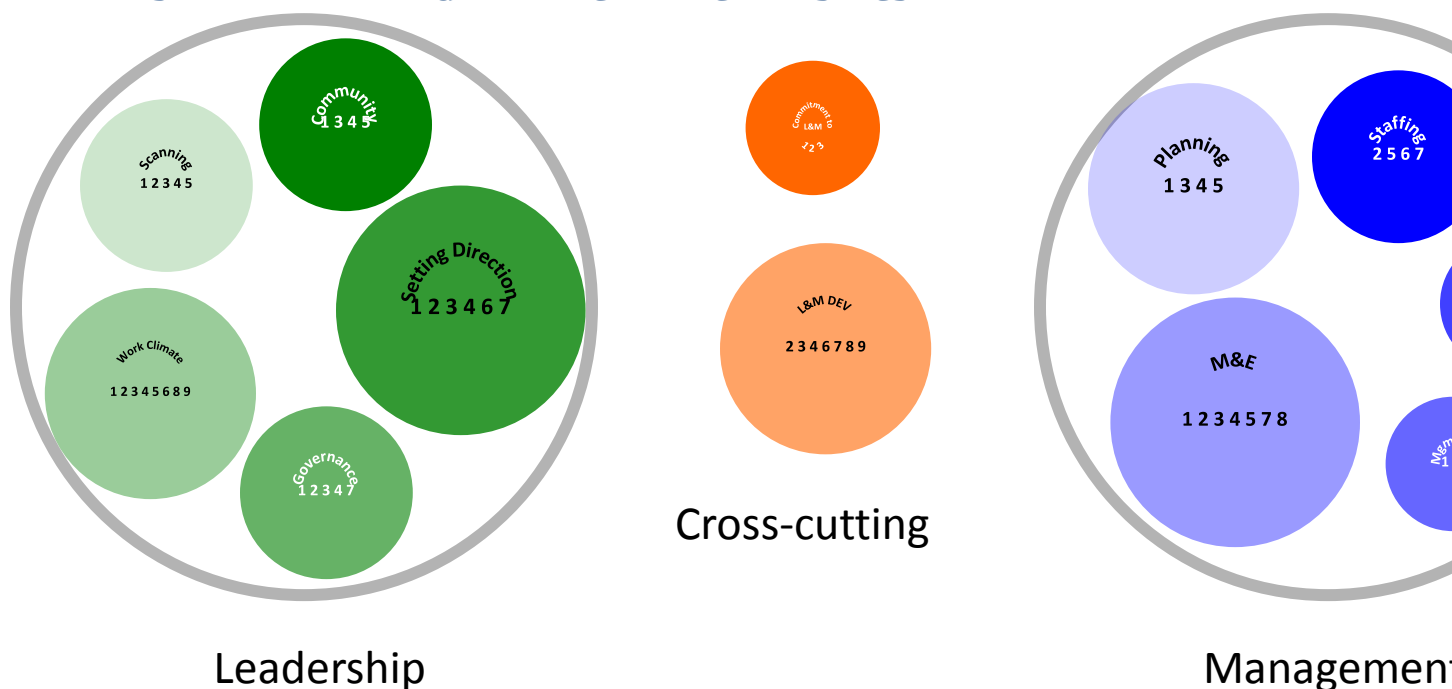 Community
1 3 4 5
Scanning
1 2 3 4 5
Setting Direction
1 2 3 4 6 7
Work Climate
1 2 3 4 5 6 8 9
Governance
1 2 3 4 7
Leadership
Commitment to
L&M
1 2 3
L&M DEV
2 3 4 6 7 8 9
Cross-cutting
Planning
1 3 4 5
Staffing
2 5 6 7
M&E
1 2 3 4 5 7 8
Management